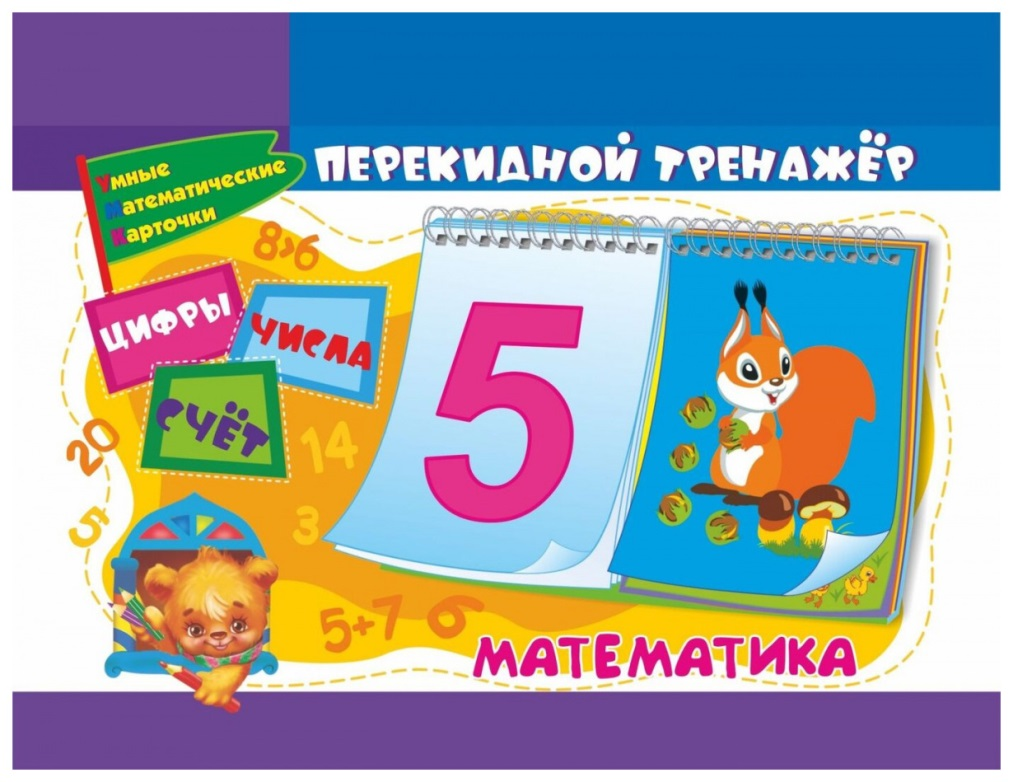 ПЕРЕКИДНОЙ ТРЕНАЖЁР
Умные
Математические
Карточки
8>6
ЦИФРЫ
ЧИСЛА
СЧЁТ
5
20
14
5
3
5+7
6
МАТЕМАТИКА